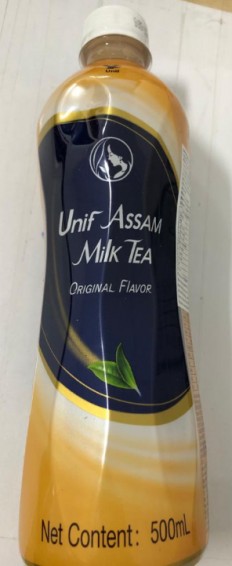 Unif Assam
Milk Tea
Original Flavor
Net Content: 500mL